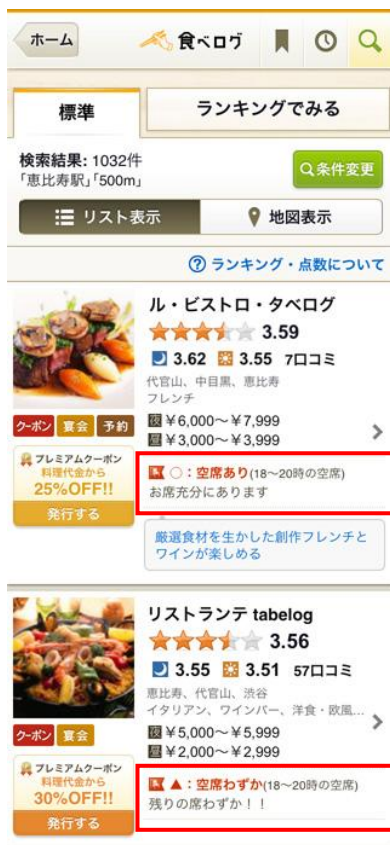 ホーム
食べログ
標準
ランキングでみる
検索結果: 1032件
「恵比寿駅」「500m」
条件変更
リスト表示
地図表示
? ランキング・点数について
ル・ビストロ・タベログ
3.59
3.62 3.55 7口コミ
代官山、中目黒、恵比寿
フレンチ
夜￥6,000～￥7,999
昼￥3,000～￥3,999
クーポン 宴会 予約
プレミアムクーポン
料理代金から
25%OFF!!
発行する
○：空席あり(18～20時の空席)
お席充分にあります
厳選食材を生かした創作フレンチと
ワインが楽しめる
リストランテ tabelog
3.56
3.55 3.51 57口コミ
恵比寿、代官山、渋谷
イタリアン、ワインバー、洋食・欧風...
夜￥5,000～￥5,999
昼￥2,000～￥2,999
クーポン 宴会
プレミアムクーポン
料理代金から
30%OFF!!
発行する
▲：空席わずか(18～20時の空席)
残りの席わずか！！